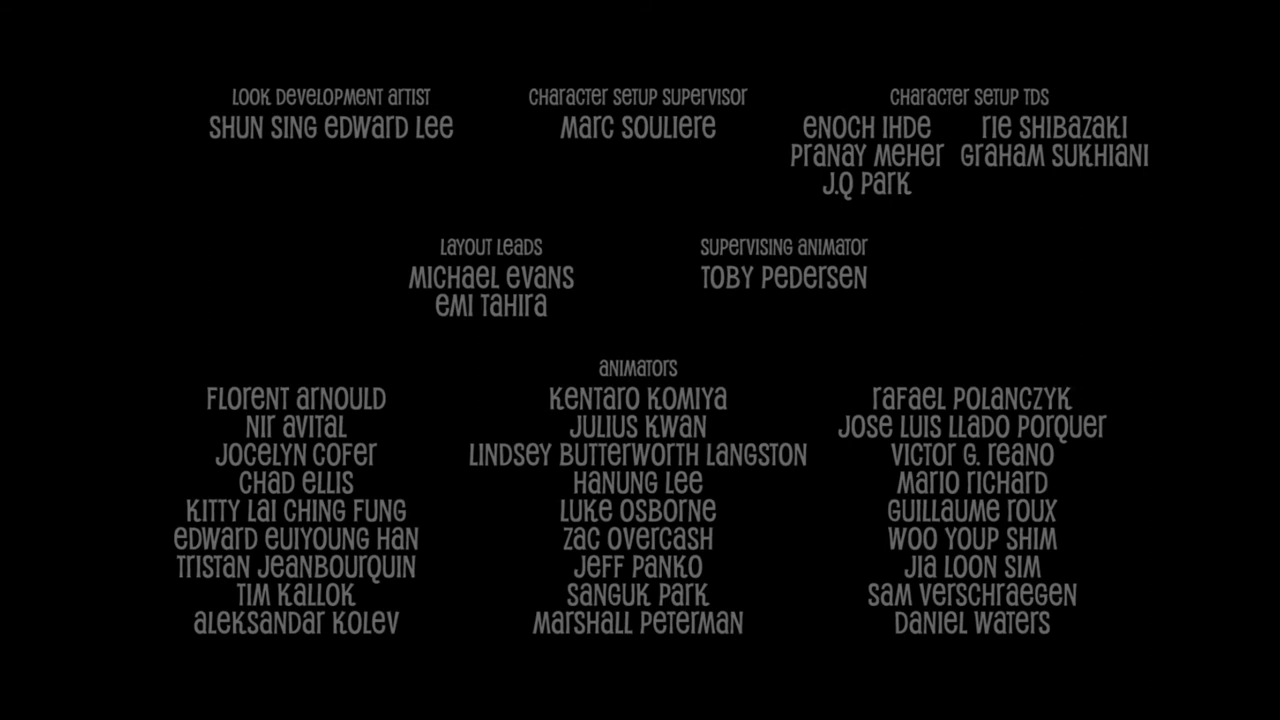 LOOK DEVELOPMENT ARTIST
SHUN SING EDWARD LEE
CHARACTER SETUP SUPERVISOR
MARC SOULIERE
CHARACTER SETUP TDS
ENOCH IHDE
PRANAY MEHER
J.Q PARK
RIE SHIBAZAKI
GRAHAM SUKHIANI
LAYOUT LEADS
MICHAEL EVANS
EMI TAHIRA
SUPERVISING ANIMATOR
TOBY PEDERSEN
ANIMATORS
FLORENT ARNOULD
NIR AVITAL
JOCELYN COFER
CHAD ELLIS
KITTY LAI CHING FUNG
EDWARD EUIYOUNG HAN
TRISTAN JEANBOURQUIN
TIM KALLOK
ALEKSANDAR KOLEV
KENTARO KOMIYA
JULIUS KWAN
LINDSEY BUTTERWORTH LANGSTON
HANUNG LEE
LUKE OSBORNE
ZAC OVERCASH
JEFF PANKO
SANGUK PARK
MARSHALL PETERMAN
RAFAEL POLANCZYK
JOSE LUIS LLADO PORQUER
VICTOR G. REANO
MARIO RICHARD
GUILLAUME ROUX
WOO YOUP SHIM
JIA LOON SIM
SAM VERSCHRAEGEN
DANIEL WATERS